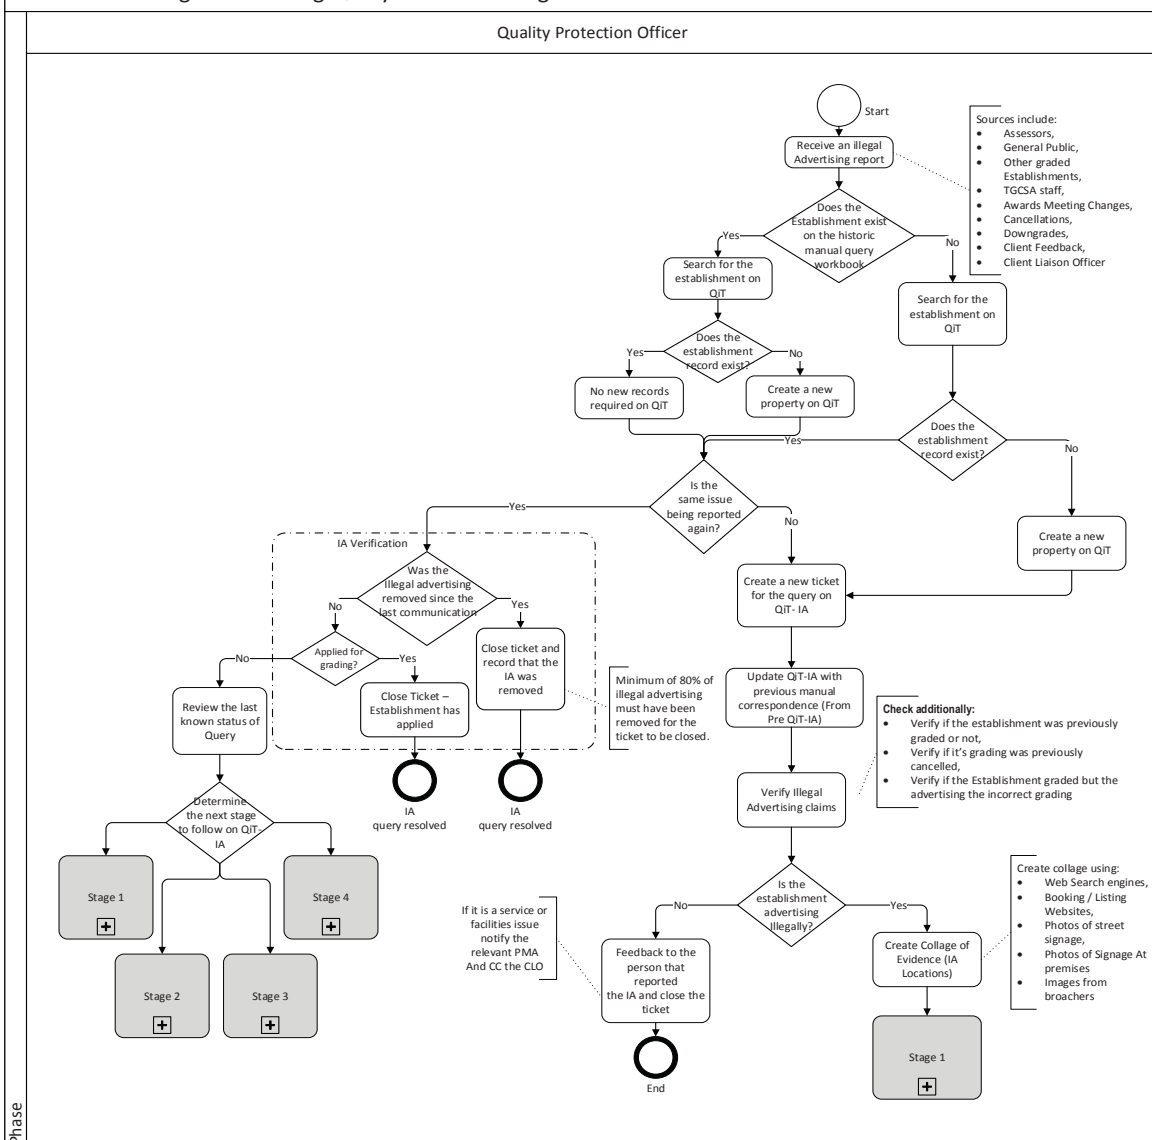 Quality Protection Officer
Start
Receive an illegal
Advertising report
Sources include:
• Assessors,
• General Public,
• Other graded
Establishments,
• TGCSA staff,
• Awards Meeting Changes,
• Cancellations,
• Downgrades,
• Client Feedback,
• Client Liaison Officer
Does the
Establishment exist
on the historic
manual query
workbook
Yes
No
Search for the
establishment on
QiT
Search for the
establishment on
QiT
Does the
establishment
record exist?
Yes
No
No new records
required on QiT
Create a new
property on QiT
Does the
establishment
record exist?
Yes
No
Create a new
property on QiT
Is the
same issue
being reported
again?
Yes
No
IA Verification
Was the
Illegal advertising
removed since the
last communication
No
Yes
Applied for
grading?
No
Yes
Close ticket and
record that the
IA was
removed
Minimum of 80% of
illegal advertising
must have been
removed for the
ticket to be closed.
Close Ticket –
Establishment has
applied
IA
query resolved
IA
query resolved
Review the last
known status of
Query
Determine
the next stage
to follow on QiT-
IA
Stage 1
Stage 4
Stage 2
Stage 3
Create a new ticket
for the query on
QiT- IA
Update QiT-IA with
previous manual
correspondence (From
Pre QiT-IA)
Check additionally:
• Verify if the establishment was previously
graded or not,
• Verify if it's grading was previously
cancelled,
• Verify if the Establishment graded but the
advertising the incorrect grading
Verify Illegal
Advertising claims
Is the
establishment
advertising
Illegally?
No
Yes
If it is a service or
facilities issue
notify the
relevant PMA
And CC the CLO
Feedback to the
person that
reported
the IA and close the
ticket
End
Create Collage of
Evidence (IA
Locations)
Create collage using:
• Web Search engines,
• Booking / Listing
Websites,
• Photos of street
signage,
• Photos of Signage At
premises
• Images from
broachers
Stage 1
Phase